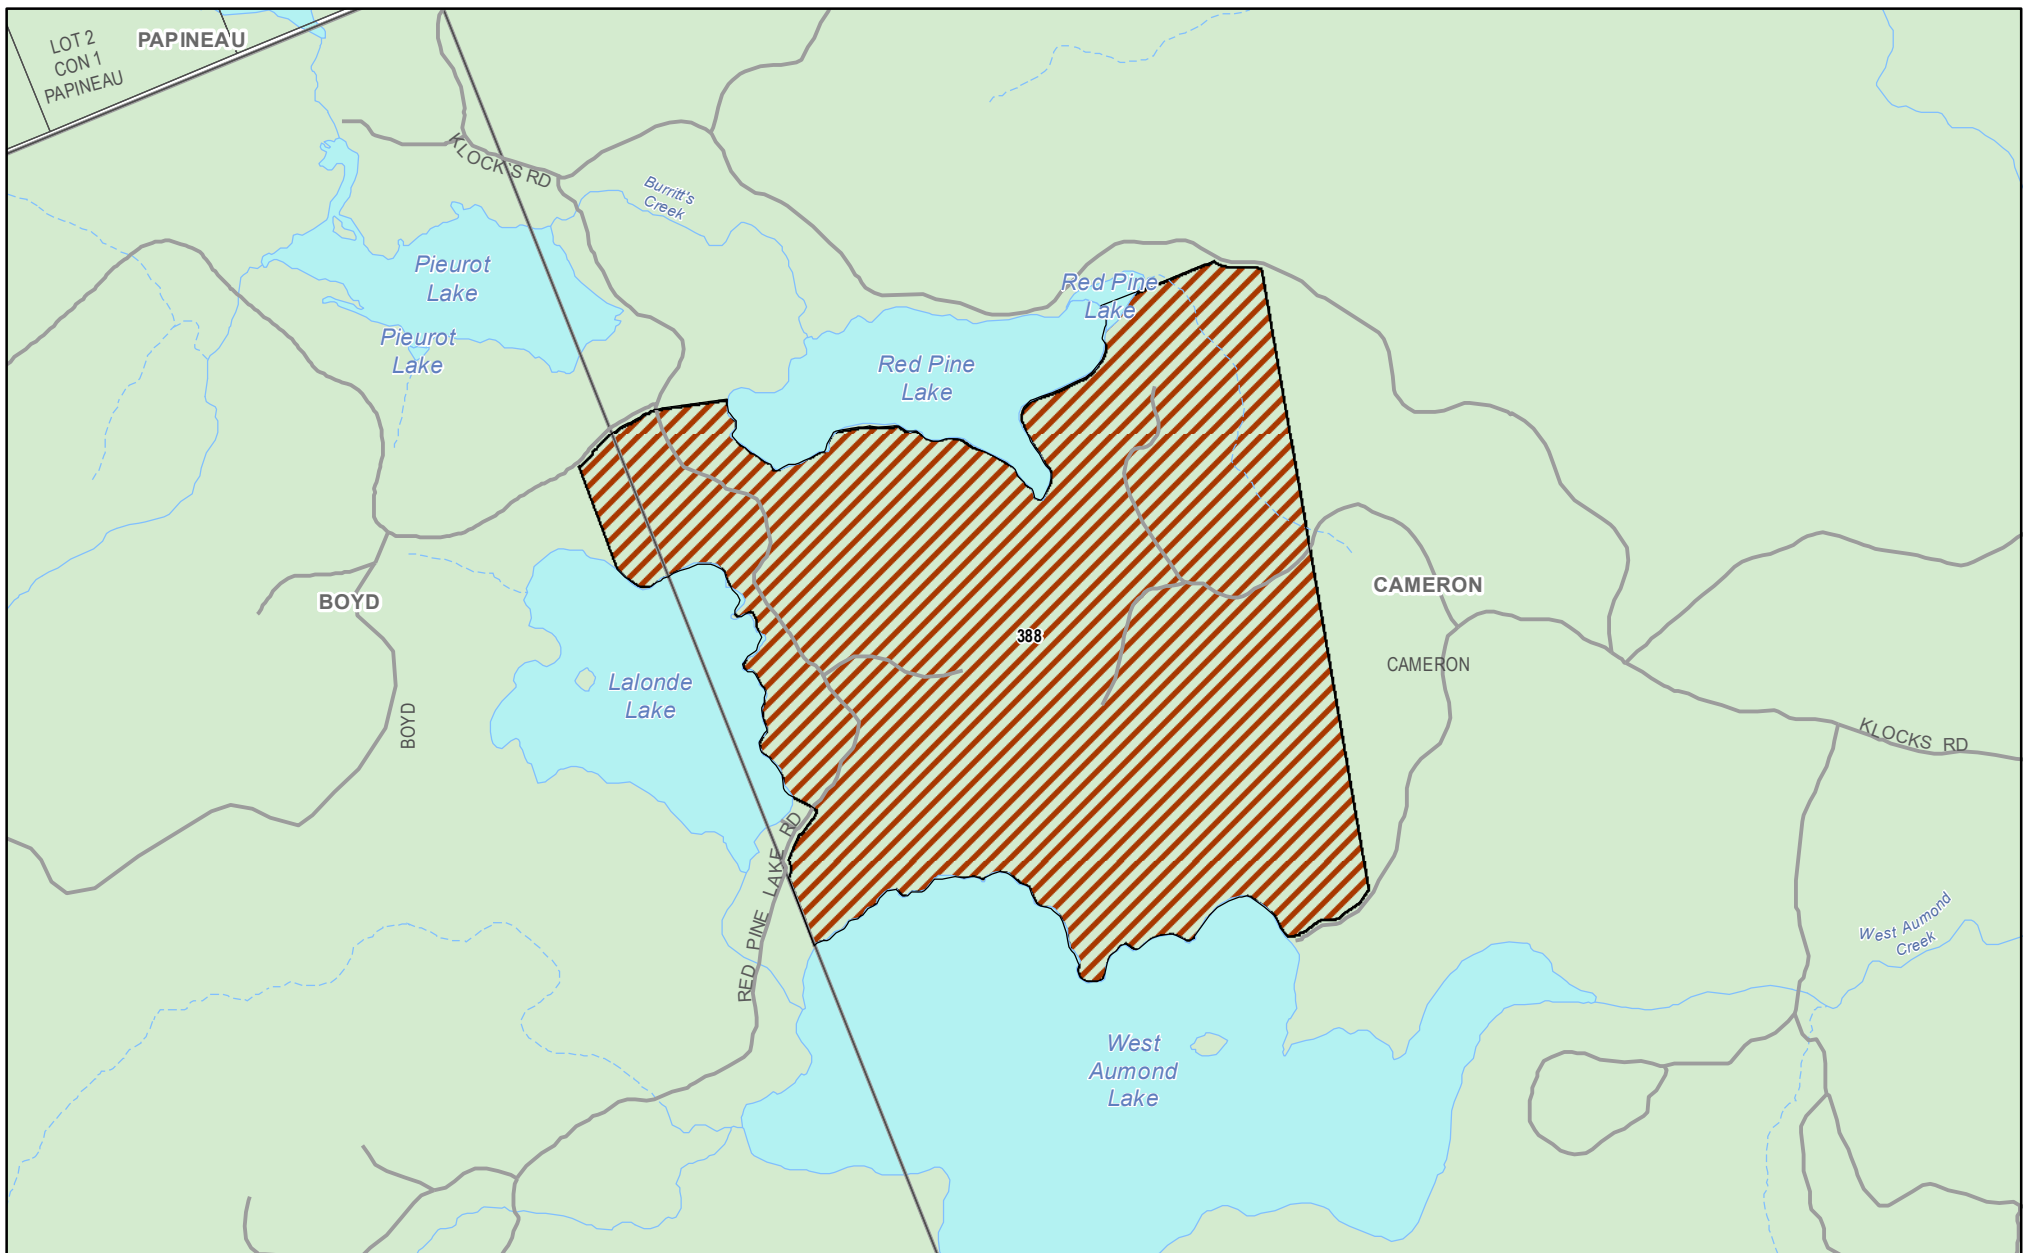 PAPINEAU
LOT 2
CON 1
PAPINEAU
KLOCK'S RD
Burritt's
Creek
Pieurot
Lake
Pieurot
Lake
Red Pine
Lake
Red Pine
Lake
BOYD
CAMERON
388
CAMERON
Lalonde
Lake
BOYD
KLOCKS RD
RED PINE LAKE RD
West Aumond
Creek
West
Aumond
Lake